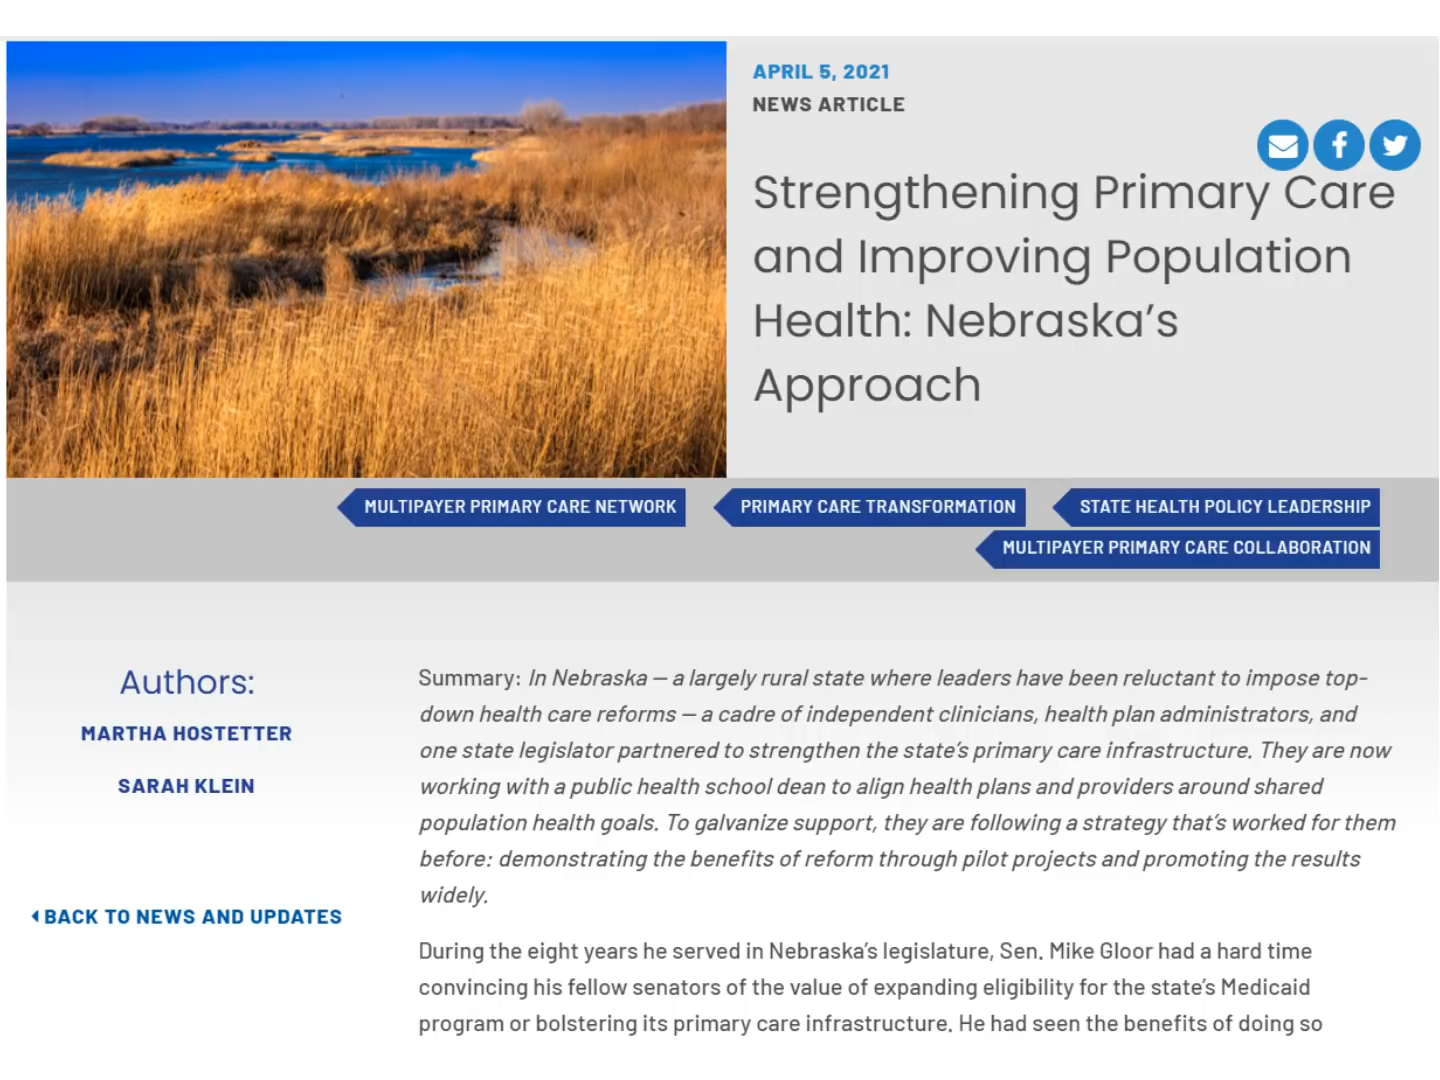 APRIL 5, 2021
NEWS ARTICLE
Strengthening Primary Care
and Improving Population
Health: Nebraska’s
Approach
MULTIPAYER PRIMARY CARE NETWORK
PRIMARY CARE TRANSFORMATION
STATE HEALTH POLICY LEADERSHIP
MULTIPAYER PRIMARY CARE COLLABORATION
Authors:
MARTHA HOSTETTER
SARAH KLEIN
BACK TO NEWS AND UPDATES
Summary: In Nebraska — a largely rural state where leaders have been reluctant to impose top-
down health care reforms — a cadre of independent clinicians, health plan administrators, and
one state legislator partnered to strengthen the state’s primary care infrastructure. They are now
working with a public health school dean to align health plans and providers around shared
population health goals. To galvanize support, they are following a strategy that’s worked for them
before: demonstrating the benefits of reform through pilot projects and promoting the results
widely.
During the eight years he served in Nebraska’s legislature, Sen. Mike Gloor had a hard time
convincing his fellow senators of the value of expanding eligibility for the state’s Medicaid
program or bolstering its primary care infrastructure. He had seen the benefits of doing so